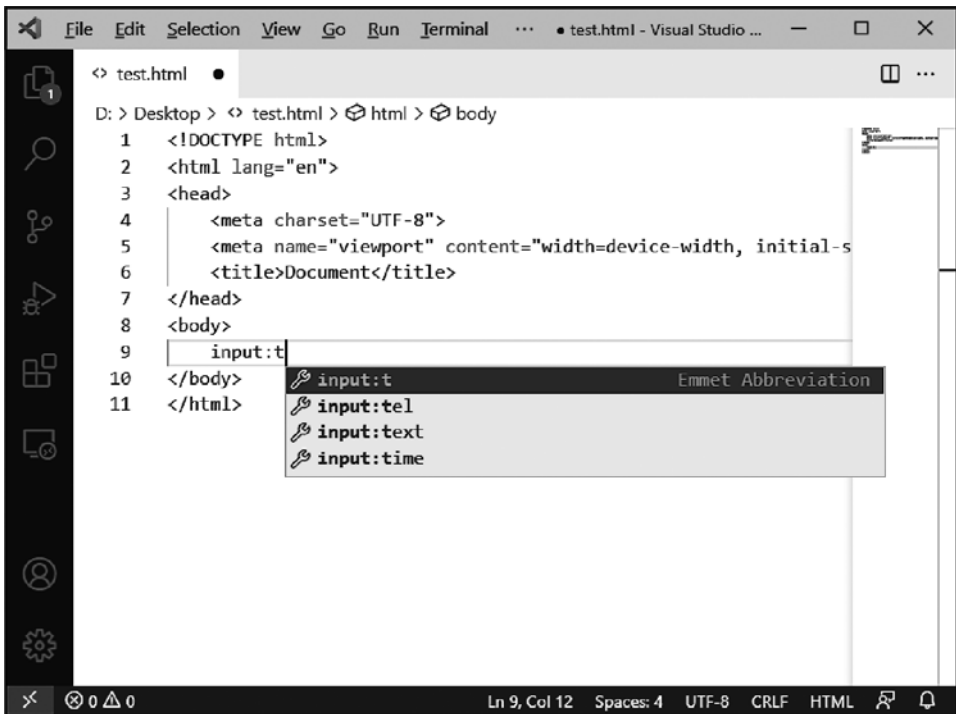 File Edit Selection View Go Run Terminal ··· ● test.html - Visual Studio ...
1
<> test.html ●
D: > Desktop > <> test.html > html > body
1 <!DOCTYPE html>
2 <html lang="en">
3 <head>
4 <meta charset="UTF-8">
5 <meta name="viewport" content="width=device-width, initial-s
6 <title>Document</title>
7 </head>
8 <body>
9 input:t
10 </body>
11 </html>
input:t Emmet Abbreviation
input:tel
input:text
input:time
0 0 Ln 9, Col 12 Spaces: 4 UTF-8 CRLF HTML